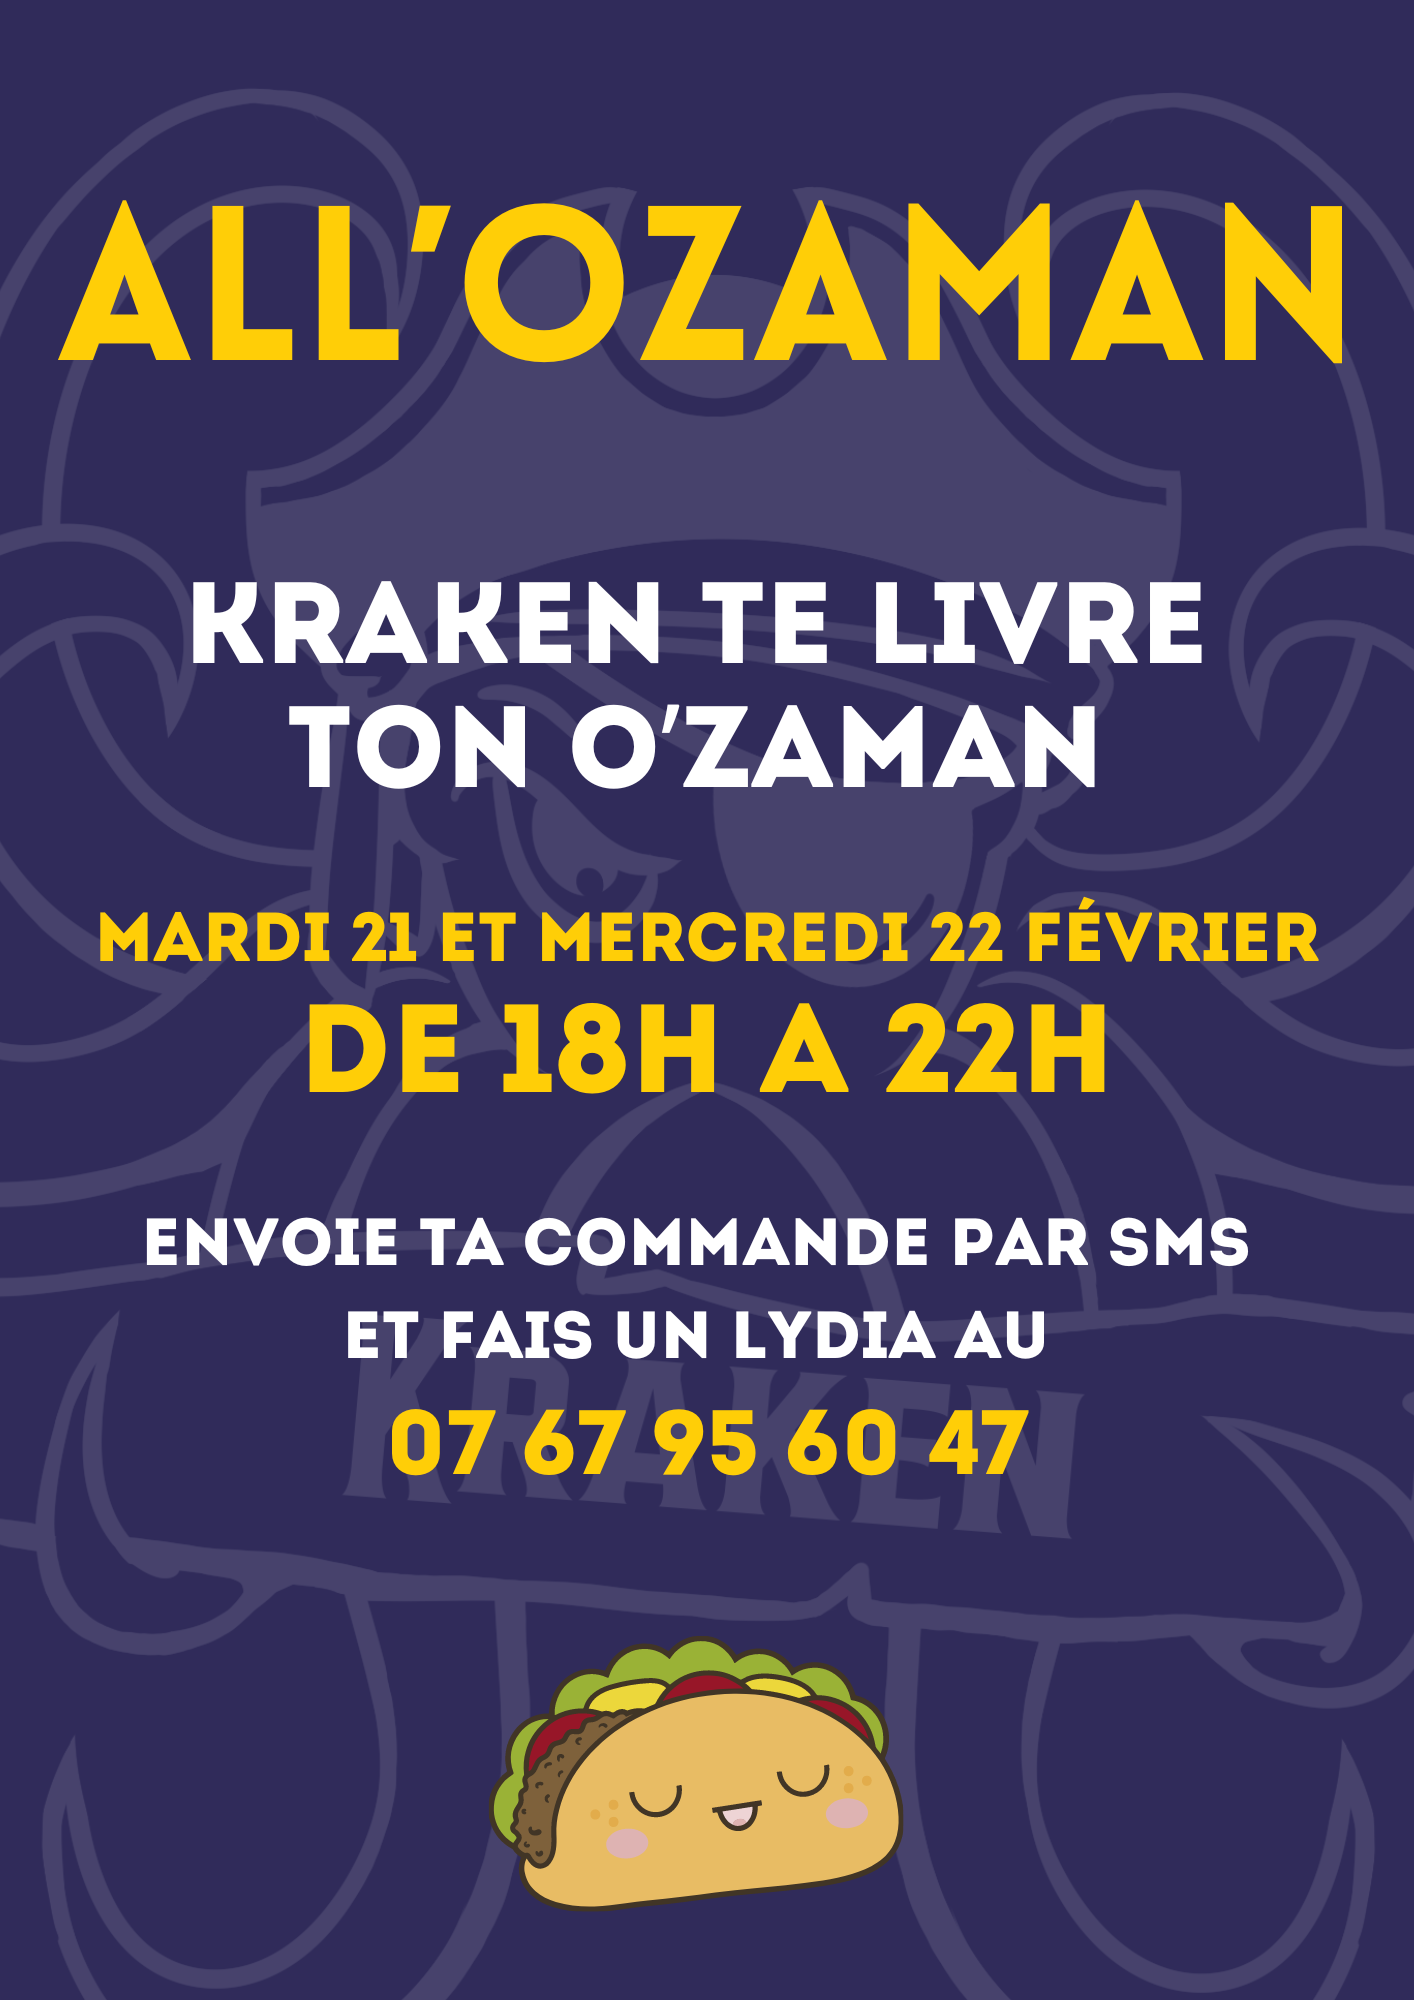 ALL'OZAMAN
KRAKEN TE LIVRE
TON O'ZAMAN
MARDI 21 ET MERCREDI 22 FÉVRIER
DE 18H A 22H
ENVOIE TA COMMANDE PAR SMS
ET FAIS UN LYDIA AU
KRAKEN
07 67 95 60 47